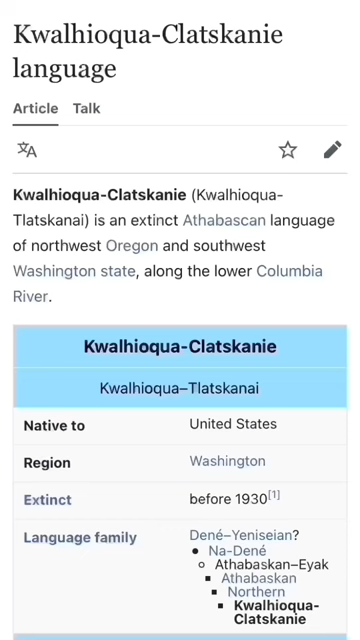 Kwalhioqua-Clatskanie
language
Article Talk
Kwalhioqua-Clatskanie (Kwalhioqua-
Tlatskanai) is an extinct Athabascan language
of northwest Oregon and southwest
Washington state, along the lower Columbia
River.
Kwalhioqua-Clatskanie
Kwalhioqua–Tlatskanai
Native to United States
Region Washington
Extinct before 1930[1]
Language family Dené–Yeniseian?
Na-Dené
Athabaskan–Eyak
Athabaskan
Northern
Kwalhioqua-
Clatskanie